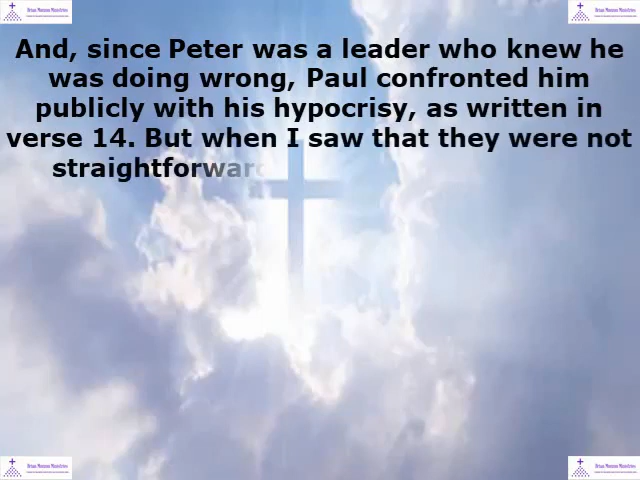 And, since Peter was a leader who knew he
was doing wrong, Paul confronted him
publicly with his hypocrisy, as written in
verse 14. But when I saw that they were not
straightforward